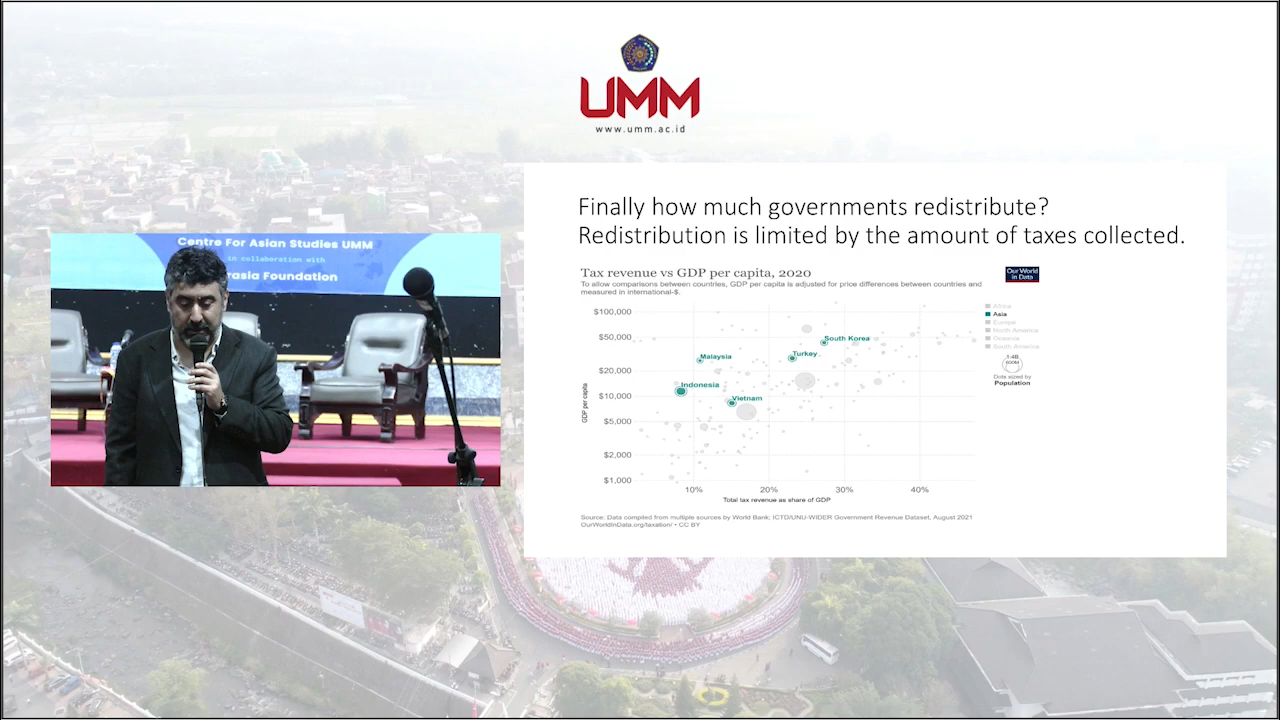 UMM
www.umm.ac.id
Centre For Asian Studies UMM
in collaboration with
rasia Foundation
Finally how much governments redistribute?
Redistribution is limited by the amount of taxes collected.
Tax revenue vs GDP per capita, 2020
To allow comparisons between countries, GDP per capita is adjusted for price differences between countries and
measured in international-$.
Our World
in Data
$100,000
$50,000
$20,000
$10,000
$5,000
$2,000
$1,000
GDP per capita
South Korea
Turkey
Malaysia
Indonesia
Vietnam
Africa
Asia
Europe
North America
Oceania
South America
1.4B
600M
Dots sized by
Population
10%
20%
30%
40%
Total tax revenue as share of GDP
Source: Data compiled from multiple sources by World Bank; ICTD/UNU-WIDER Government Revenue Dataset, August 2021
OurWorldInData.org/taxation/ • CC BY